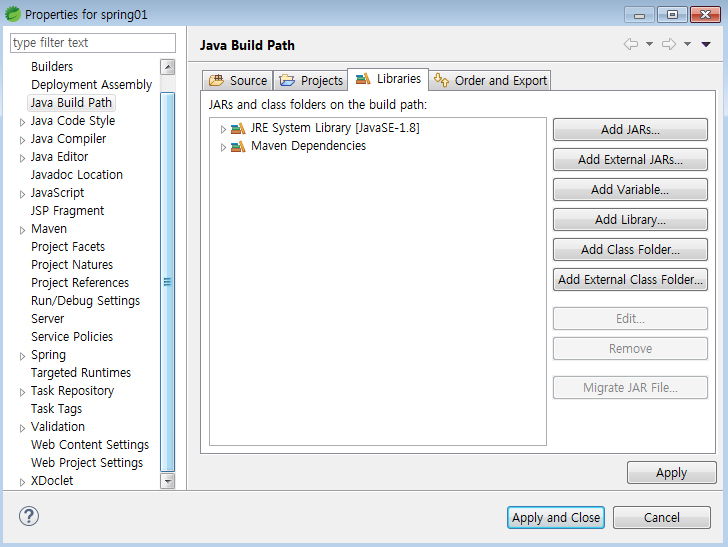 Properties for spring01
type filter text
Builders
Deployment Assembly
Java Build Path
Java Code Style
Java Compiler
Java Editor
Javadoc Location
JavaScript
JSP Fragment
Maven
Project Facets
Project Natures
Project References
Run/Debug Settings
Server
Service Policies
Spring
Targeted Runtimes
Task Repository
Task Tags
Validation
Web Content Settings
Web Project Settings
XDoclet
Java Build Path
Source Projects Libraries Order and Export
JARs and class folders on the build path:
JRE System Library [JavaSE-1.8]
Maven Dependencies
Add JARs...
Add External JARs...
Add Variable...
Add Library...
Add Class Folder...
Add External Class Folder...
Edit...
Remove
Migrate JAR File...
Apply
Apply and Close Cancel